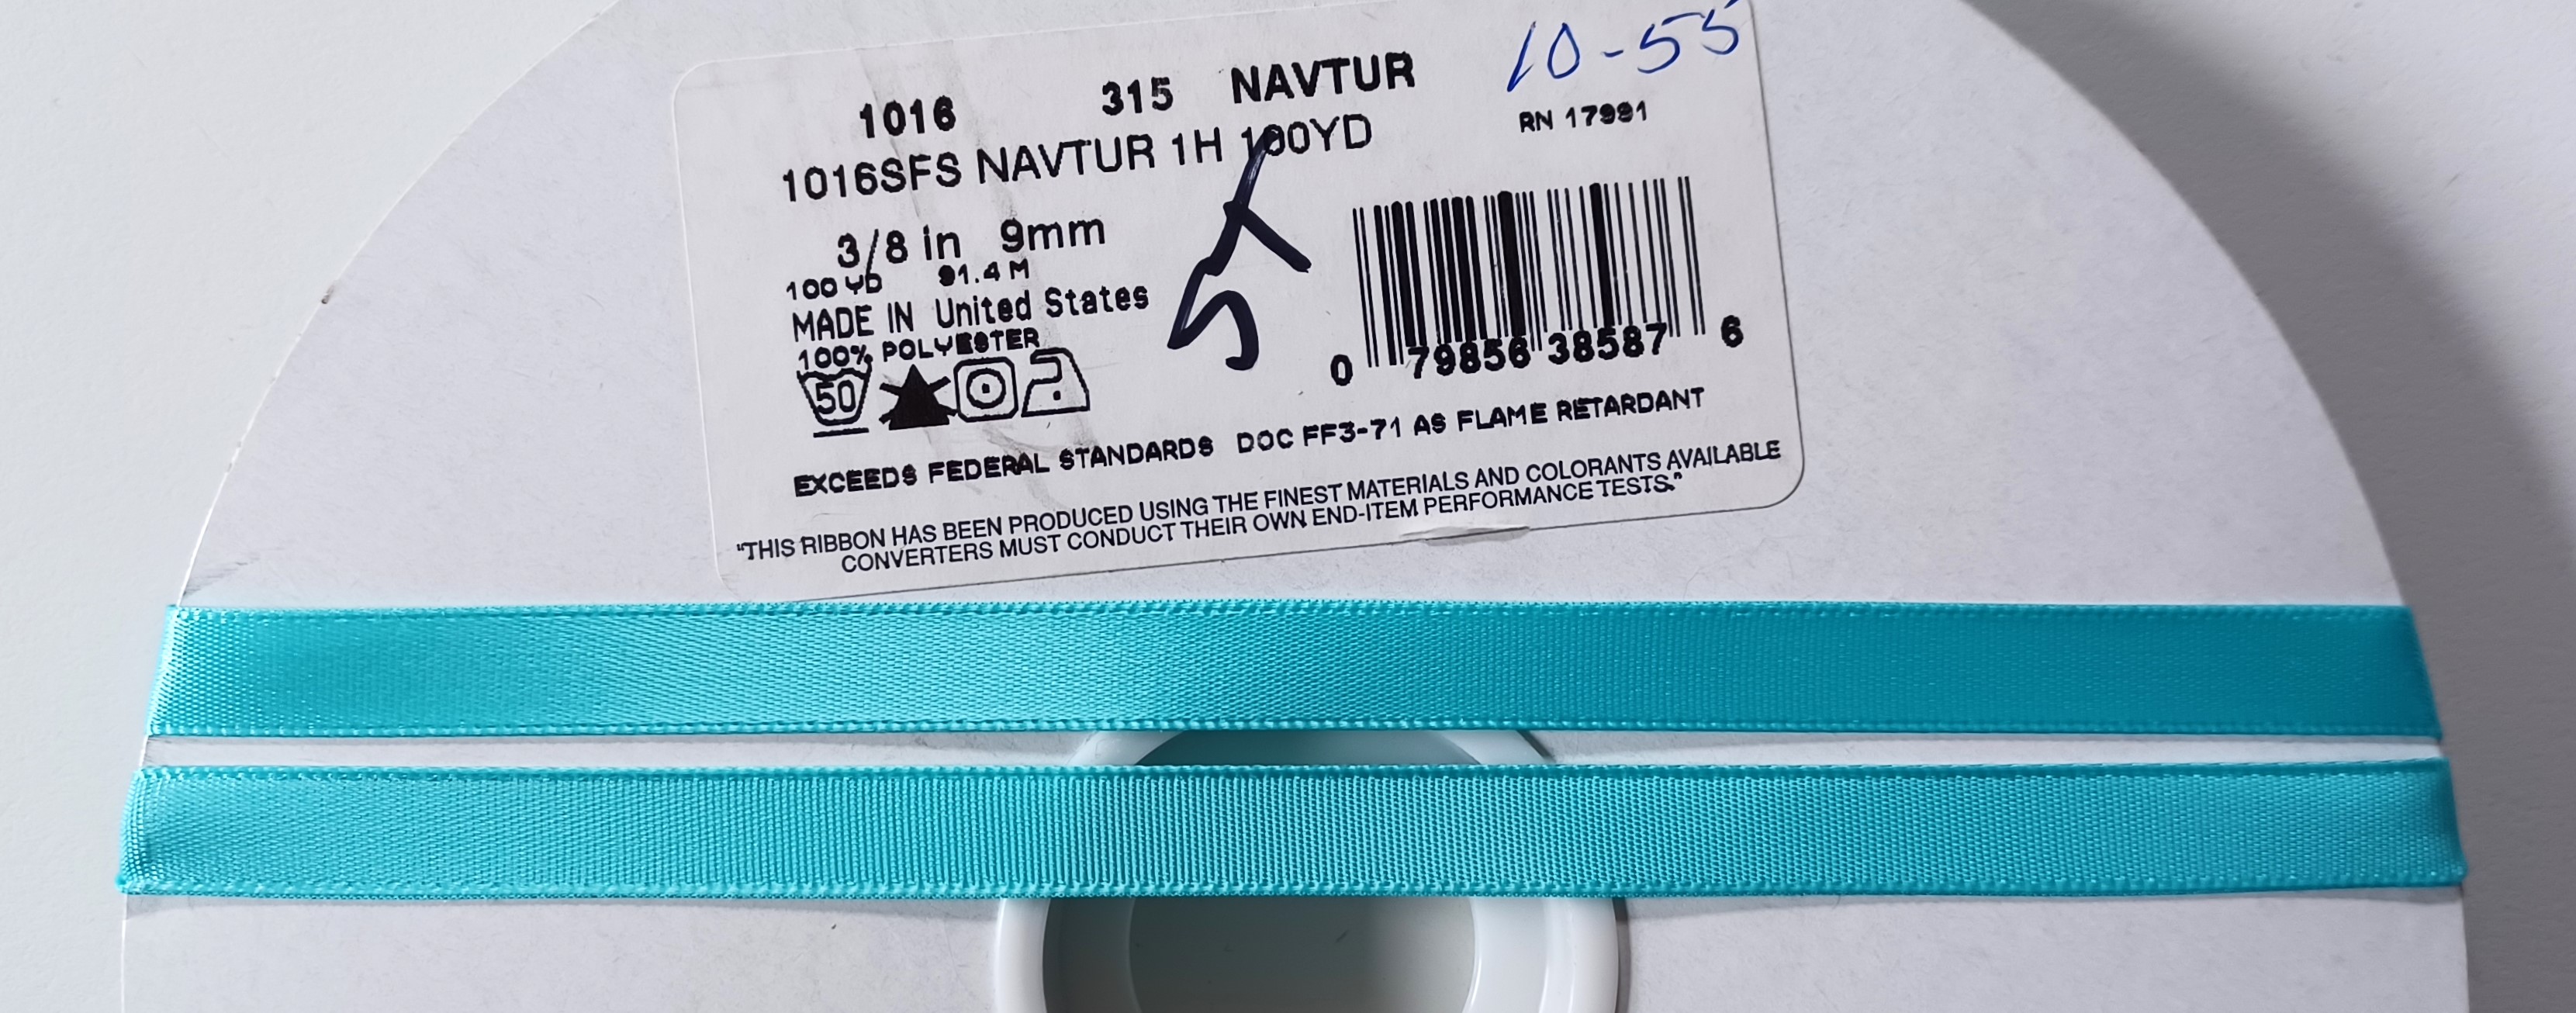 10-55
1016 315 NAVTUR
RN 17991
1016SFS NAVTUR 1H 100YD
3/8 in 9mm
100 YD 91.4 M
MADE IN United States
100% POLYESTER
50
0 79856 38587 6
EXCEEDS FEDERAL STANDARDS DOC FF3-71 AS FLAME RETARDANT
"THIS RIBBON HAS BEEN PRODUCED USING THE FINEST MATERIALS AND COLORANTS AVAILABLE
CONVERTERS MUST CONDUCT THEIR OWN END-ITEM PERFORMANCE TESTS."